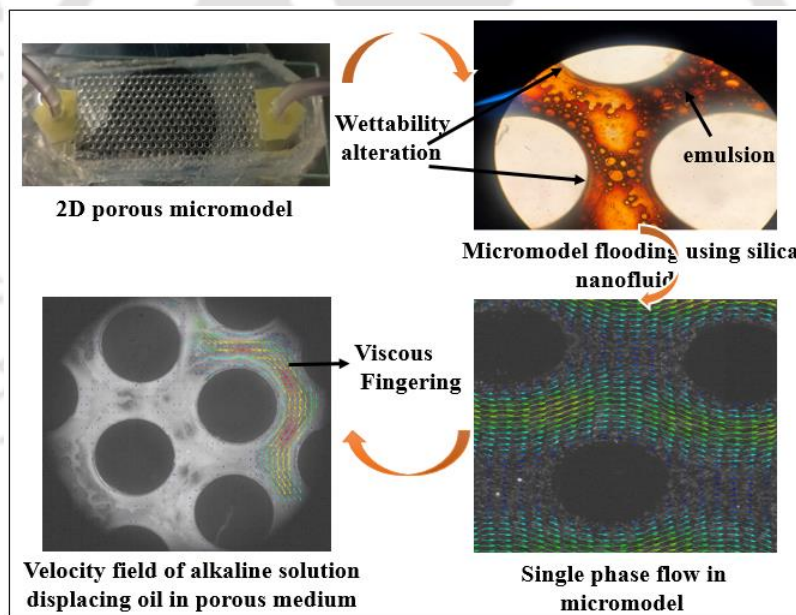 2D porous micromodel
Wettability
alteration
emulsion
Micromodel flooding using silica
nanofluid
Viscous
Fingering
Velocity field of alkaline solution
displacing oil in porous medium
Single phase flow in
micromodel